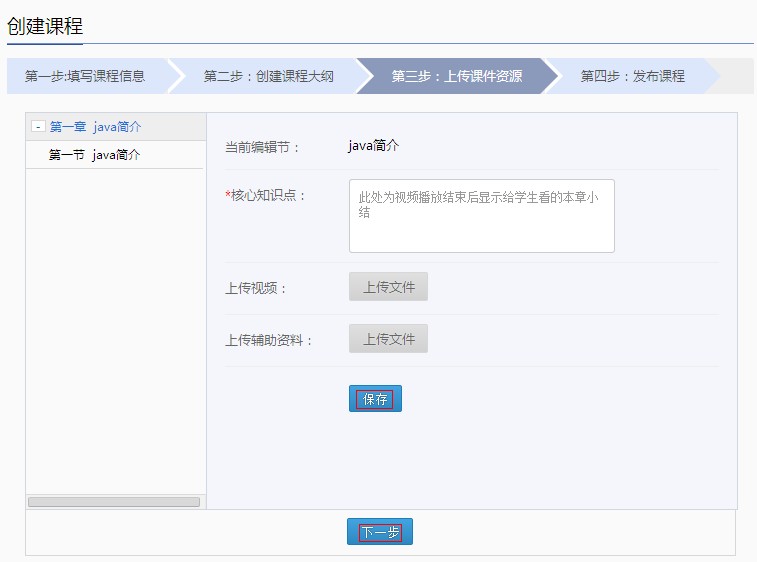 创建课程
第一步:填写课程信息 第二步：创建课程大纲 第三步：上传课件资源 第四步：发布课程
- 第一章 java简介
第一节 java简介
当前编辑节： java简介
*核心知识点： 此处为视频播放结束后显示给学生看的本章小
结
上传视频： 上传文件
上传辅助资料： 上传文件
保存
下一步